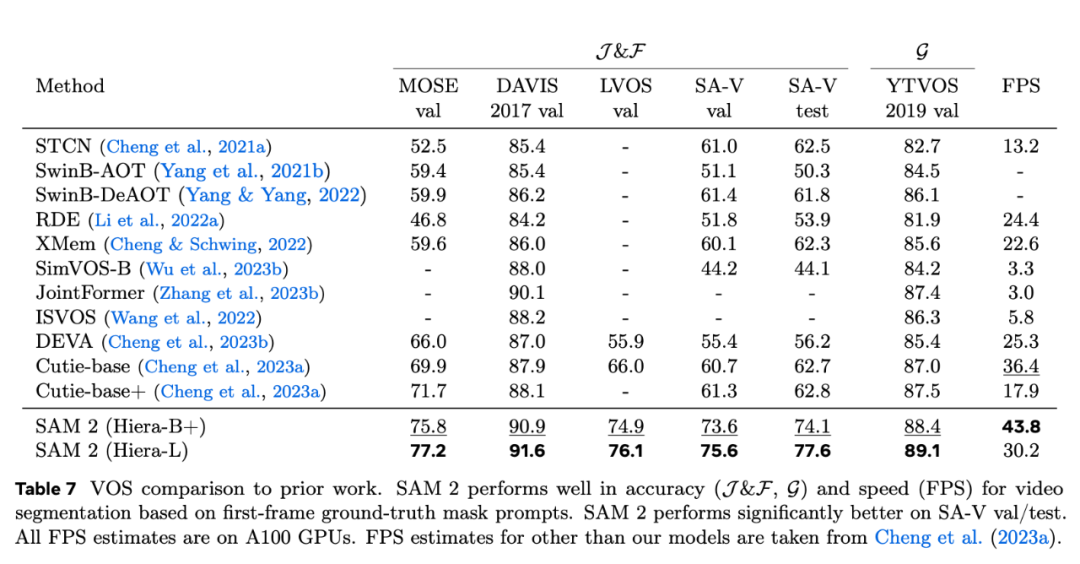 J&F G
Method MOSE DAVIS LVOS SA-V SA-V YTVOS FPS
val 2017 val val val test 2019 val
STCN (Cheng et al., 2021a) 52.5 85.4 - 61.0 62.5 82.7 13.2
SwinB-AOT (Yang et al., 2021b) 59.4 85.4 - 51.1 50.3 84.5 -
SwinB-DeAOT (Yang & Yang, 2022) 59.9 86.2 - 61.4 61.8 86.1 -
RDE (Li et al., 2022a) 46.8 84.2 - 51.8 53.9 81.9 24.4
XMem (Cheng & Schwing, 2022) 59.6 86.0 - 60.1 62.3 85.6 22.6
SimVOS-B (Wu et al., 2023b) - 88.0 - 44.2 44.1 84.2 3.3
JointFormer (Zhang et al., 2023b) - 90.1 - - - 87.4 3.0
ISVOS (Wang et al., 2022) - 88.2 - - - 86.3 5.8
DEVA (Cheng et al., 2023b) 66.0 87.0 55.9 55.4 56.2 85.4 25.3
Cutie-base (Cheng et al., 2023a) 69.9 87.9 66.0 60.7 62.7 87.0 36.4
Cutie-base+ (Cheng et al., 2023a) 71.7 88.1 - 61.3 62.8 87.5 17.9
SAM 2 (Hiera-B+) 75.8 90.9 74.9 73.6 74.1 88.4 43.8
SAM 2 (Hiera-L) 77.2 91.6 76.1 75.6 77.6 89.1 30.2
Table 7 VOS comparison to prior work. SAM 2 performs well in accuracy (J&F, G) and speed (FPS) for video
segmentation based on first-frame ground-truth mask prompts. SAM 2 performs significantly better on SA-V val/test.
All FPS estimates are on A100 GPUs. FPS estimates for other than our models are taken from Cheng et al. (2023a).